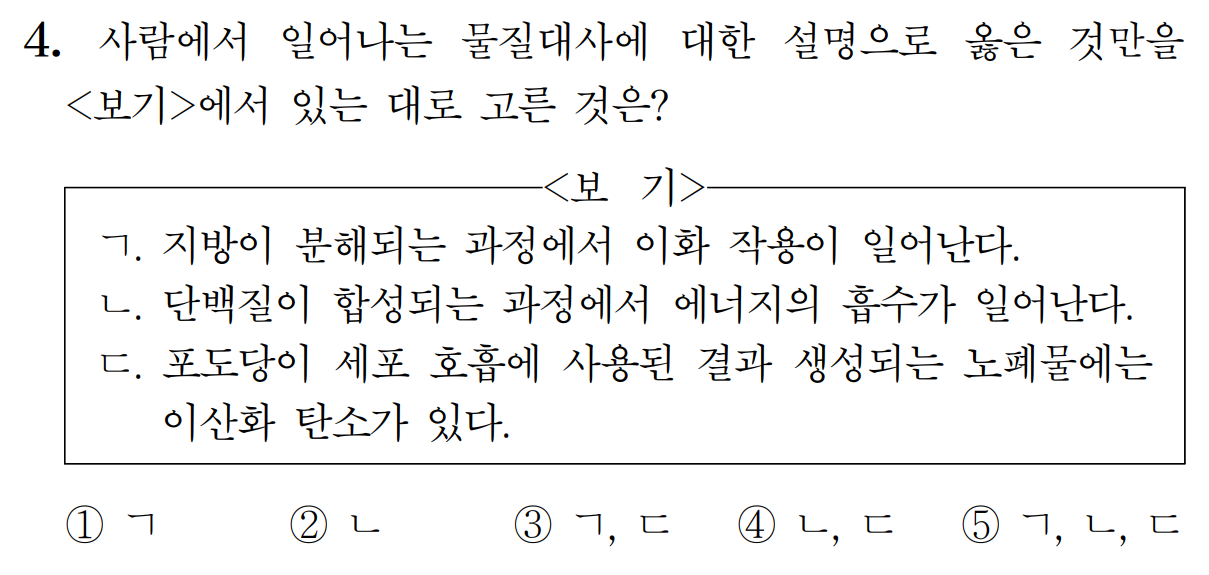 4. 사람에서 일어나는 물질대사에 대한 설명으로 옳은 것만을
<보기>에서 있는 대로 고른 것은?
<보 기>
ㄱ. 지방이 분해되는 과정에서 이화 작용이 일어난다.
ㄴ. 단백질이 합성되는 과정에서 에너지의 흡수가 일어난다.
ㄷ. 포도당이 세포 호흡에 사용된 결과 생성되는 노폐물에는
이산화 탄소가 있다.
① ㄱ ② ㄴ ③ ㄱ, ㄷ ④ ㄴ, ㄷ ⑤ ㄱ, ㄴ, ㄷ